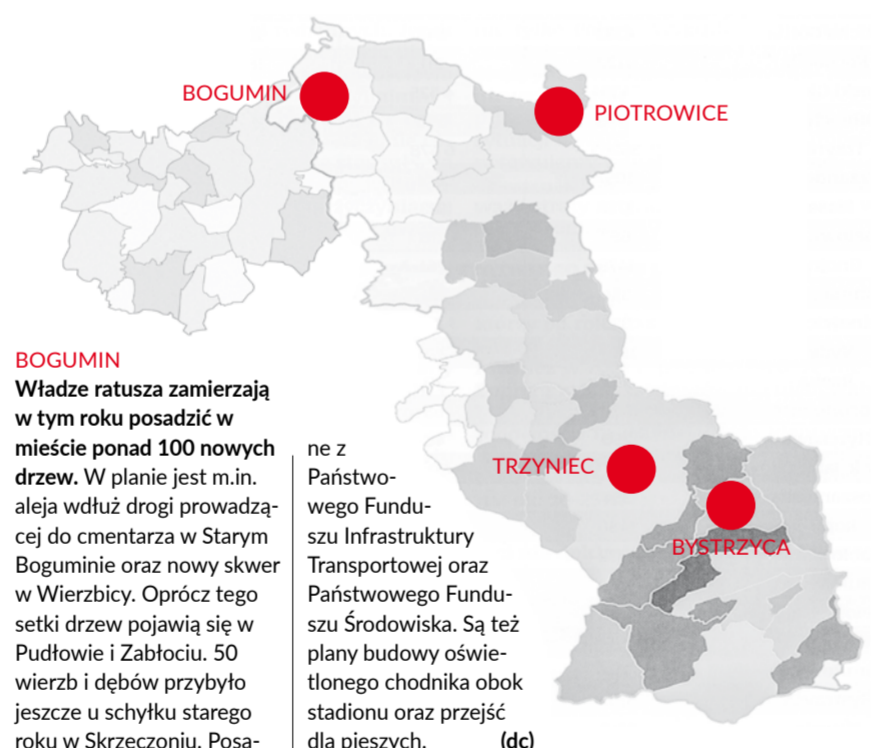 BOGUMIN
PIOTROWICE
TRZYNIEC
BYSTRZYCA
BOGUMIN
Władze ratusza zamierzają
w tym roku posadzić w
mieście ponad 100 nowych
drzew. W planie jest m.in.
aleja wdłuż drogi prowadzą-
cej do cmentarza w Starym
Boguminie oraz nowy skwer
w Wierzbicy. Oprócz tego
setki drzew pojawią się w
Pudłowie i Zabłociu. 50
wierzb i dębów przybyło
jeszcze u schyłku starego
roku w Skrzeczoniu. Posa-
ne z
Państwo-
wego Fundu-
szu Infrastruktury
Transportowej oraz
Państwowego Fundu-
szu Środowiska. Są też
plany budowy oświe-
tlonego chodnika obok
stadionu oraz przejść
dla pieszych. (dc)